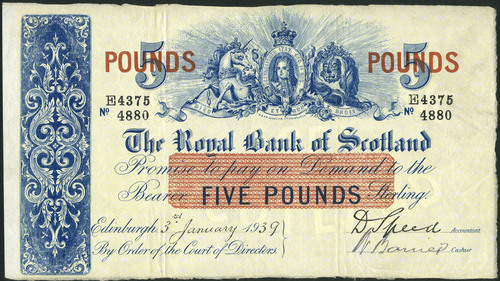 5 POUNDS POUNDS 5
E4375 E4375
Nº 4880 Nº 4880
The Royal Bank of Scotland
Promise to pay on Demand to the
Bearer FIVE POUNDS Sterling.
Edinburgh 3rd January 1939
D Speed Accountant
By Order of the Court of Directors. Barnes Cashier